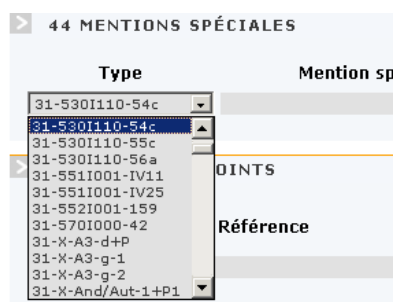 44 MENTIONS SPÉCIALES
Type Mention sp
31-530I110-54c
31-530I110-54c
31-530I110-55c
31-530I110-56a
31-551I001-IV11
OINTS
31-551I001-IV25
31-552I001-159
31-570I000-42
Référence
31-X-A3-d+P
31-X-A3-g-1
31-X-A3-g-2
31-X-And/Aut-1+P1